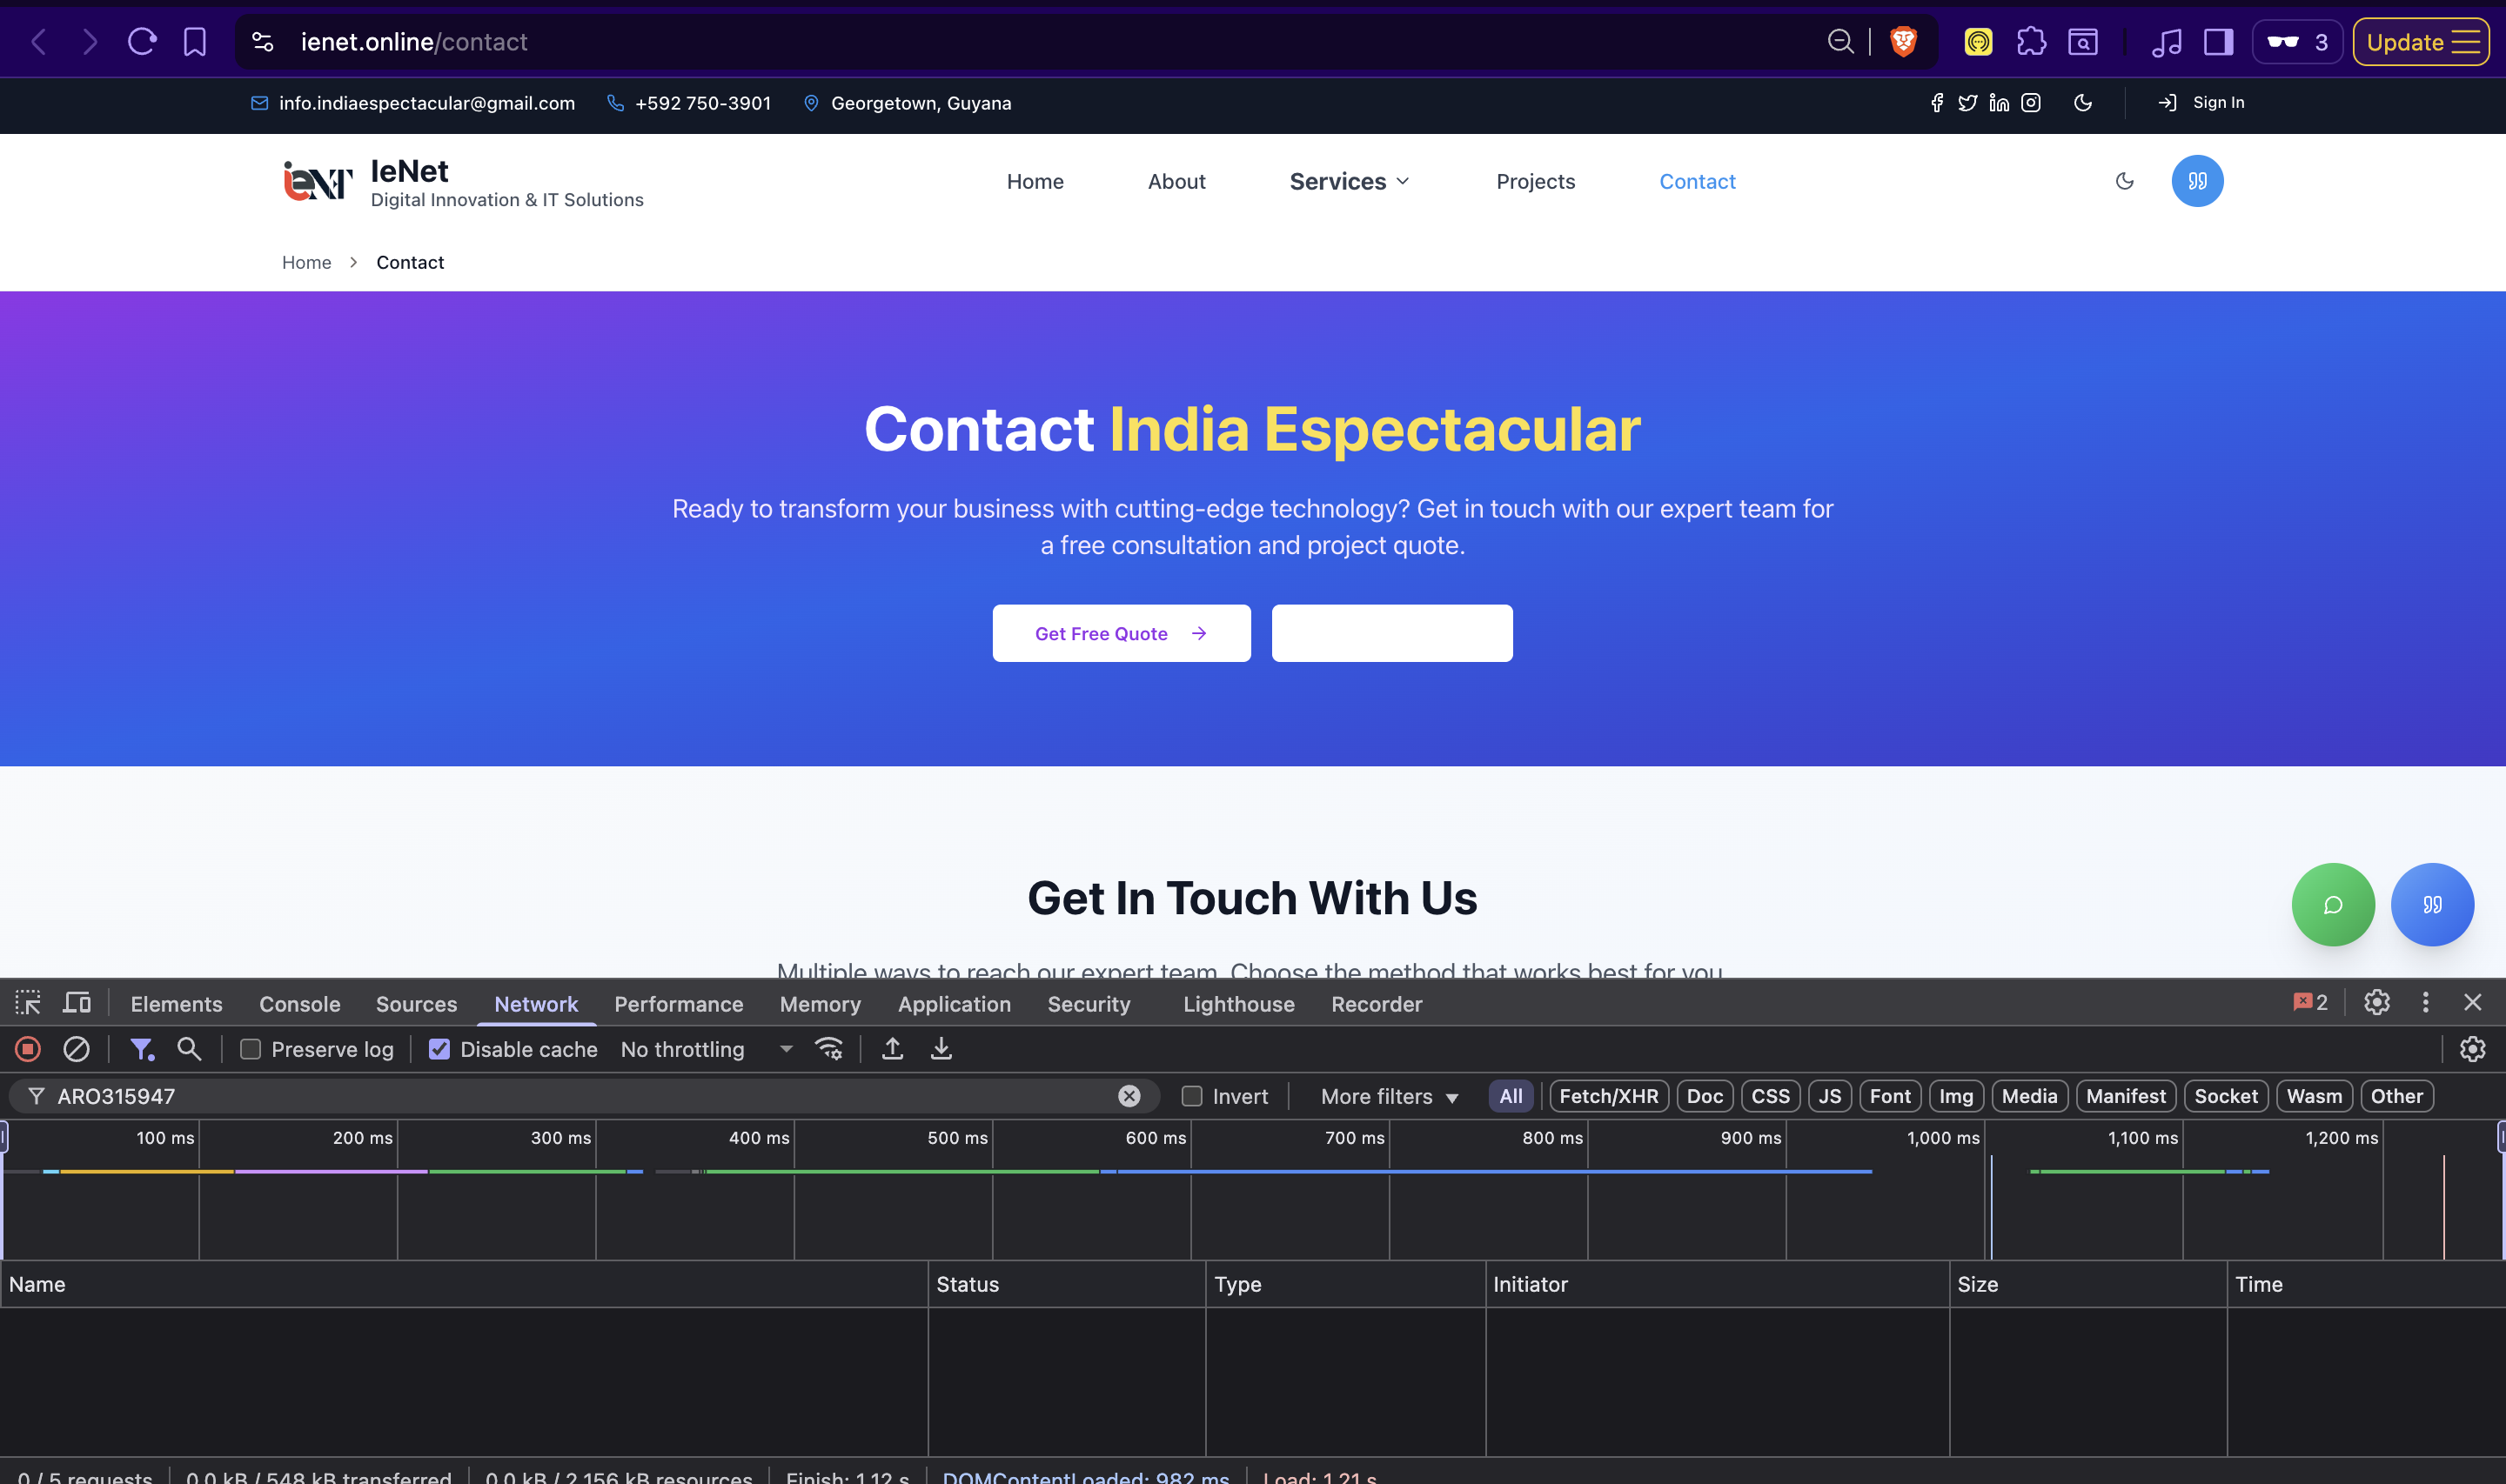 ienet.online/contact
3
Update
info.indiaespectacular@gmail.com
+592 750-3901
Georgetown, Guyana
Sign In
ieNET
IeNet
Digital Innovation & IT Solutions
Home
About
Services
Projects
Contact
Home > Contact
Contact India Espectacular
Ready to transform your business with cutting-edge technology? Get in touch with our expert team for
a free consultation and project quote.
Get Free Quote →
Get In Touch With Us
Multiple ways to reach our expert team. Choose the method that works best for you
Elements
Console
Sources
Network
Performance
Memory
Application
Security
Lighthouse
Recorder
2
Preserve log
Disable cache
No throttling
ARO315947
Invert
More filters
All
Fetch/XHR
Doc
CSS
JS
Font
Img
Media
Manifest
Socket
Wasm
Other
100 ms
200 ms
300 ms
400 ms
500 ms
600 ms
700 ms
800 ms
900 ms
1,000 ms
1,100 ms
1,200 ms
Name
Status
Type
Initiator
Size
Time
0 / 5 requests
0.0 kB / 548 kB transferred
0.0 kB / 2,156 kB resources
Finish: 1.12 s
DOMContentLoaded: 982 ms
Load: 1.21 s